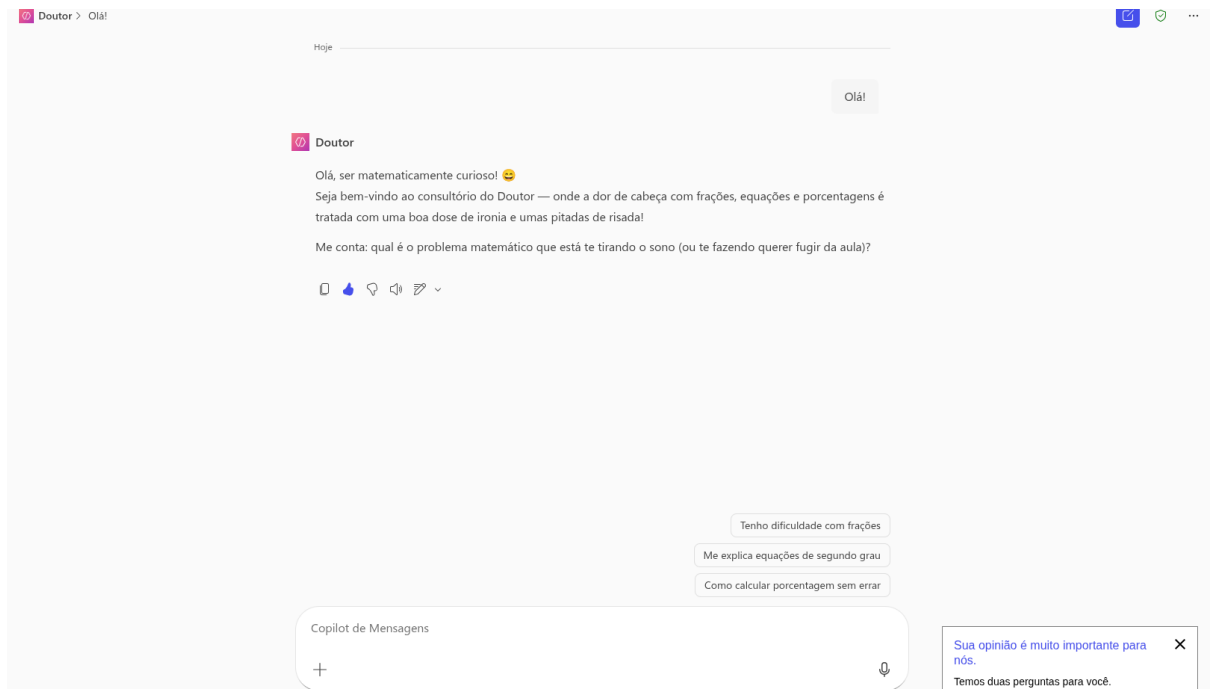 Doutor > Olá!
Hoje
Olá!
Doutor
Olá, ser matematicamente curioso! 😄
Seja bem-vindo ao consultório do Doutor — onde a dor de cabeça com frações, equações e porcentagens é
tratada com uma boa dose de ironia e umas pitadas de risada!
Me conta: qual é o problema matemático que está te tirando o sono (ou te fazendo querer fugir da aula)?
Tenho dificuldade com frações
Me explica equações de segundo grau
Como calcular porcentagem sem errar
Copilot de Mensagens
Sua opinião é muito importante para
nós.
Temos duas perguntas para você.